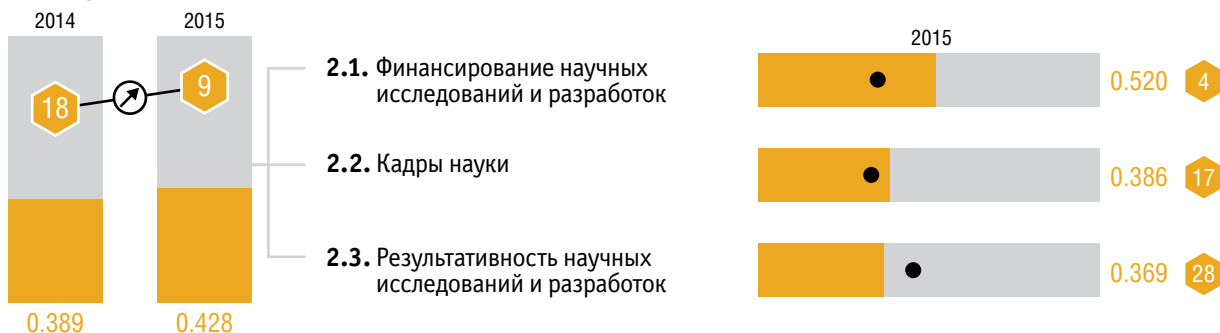 2014
2015
18
9
0.389
0.428
2.1. Финансирование научных
исследований и разработок
2.2. Кадры науки
2.3. Результативность научных
исследований и разработок
2015
0.520
4
0.386
17
0.369
28